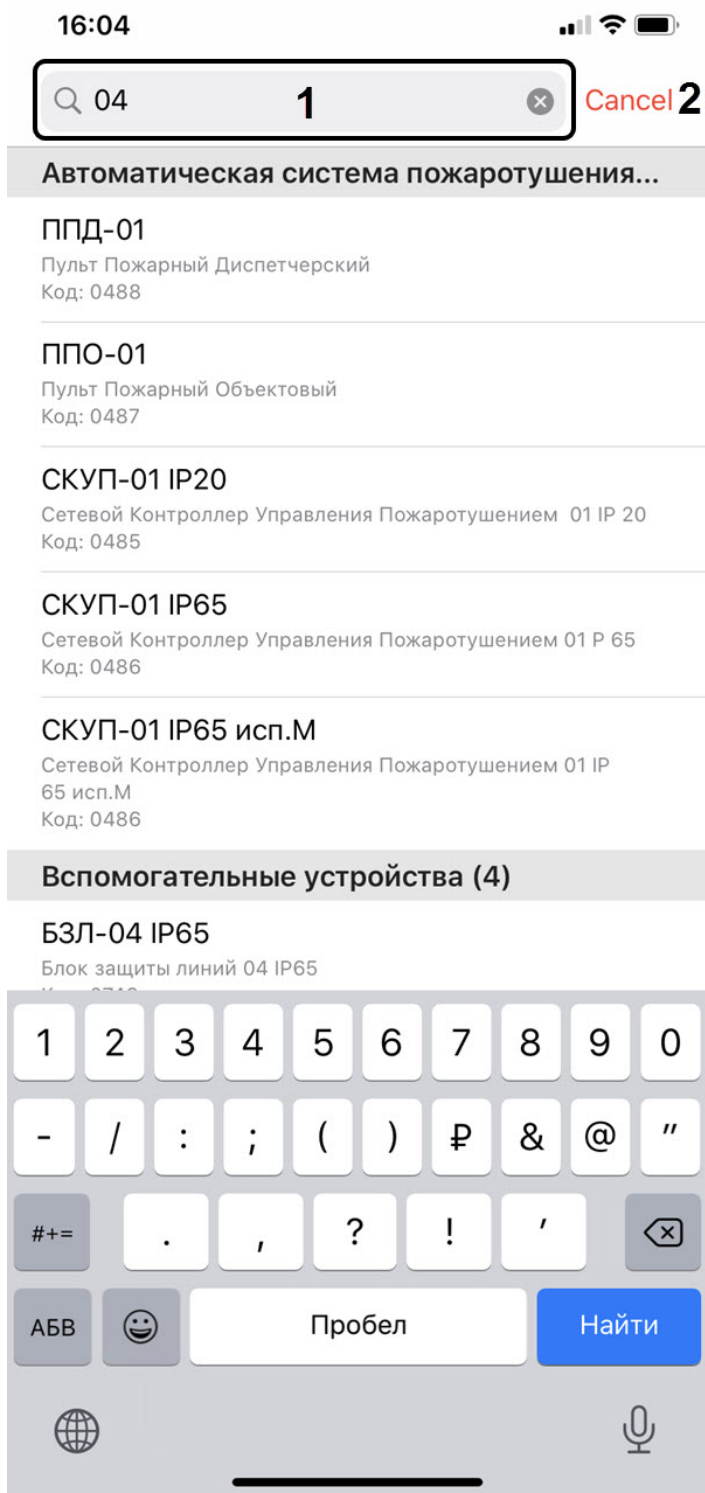 16:04
04 1 Cancel 2
Автоматическая система пожаротушения...
ППД-01
Пульт Пожарный Диспетчерский
Код: 0488
ППО-01
Пульт Пожарный Объектовый
Код: 0487
СКУП-01 IP20
Сетевой Контроллер Управления Пожаротушением 01 IP 20
Код: 0485
СКУП-01 IP65
Сетевой Контроллер Управления Пожаротушением 01 P 65
Код: 0486
СКУП-01 IP65 исп.М
Сетевой Контроллер Управления Пожаротушением 01 IP
65 исп.М
Код: 0486
Вспомогательные устройства (4)
БЗЛ-04 IP65
Блок защиты линий 04 IP65
1 2 3 4 5 6 7 8 9 0
- / : ; ( ) ₽ & @ "
#+= . , ? ! '
АБВ Пробел Найти